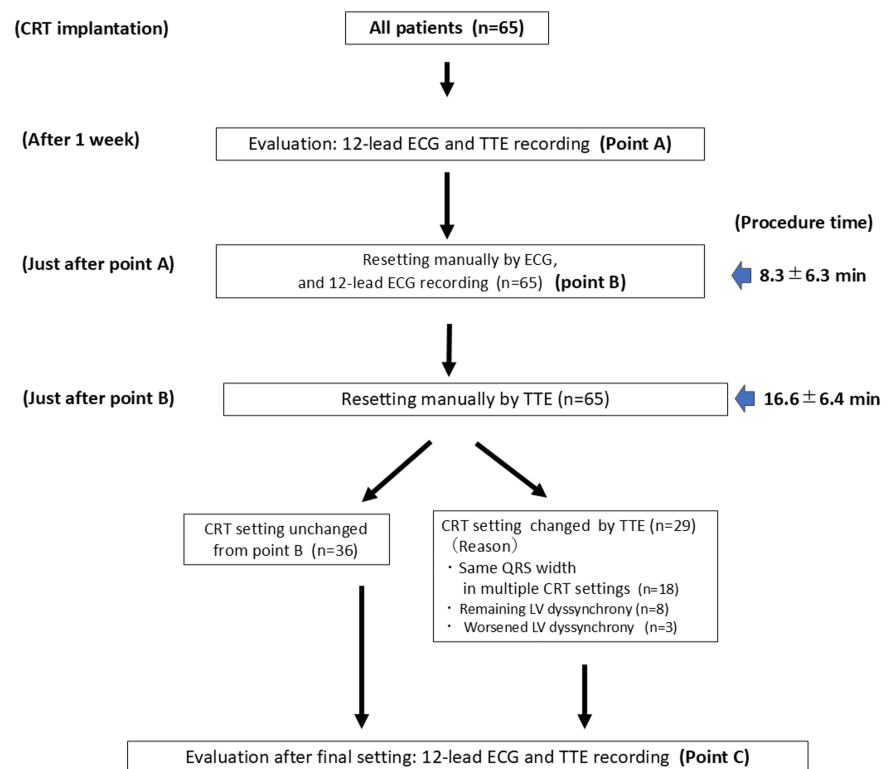 (CRT implantation)
All patients (n=65)
(After 1 week)
Evaluation: 12-lead ECG and TTE recording (Point A)
(Procedure time)
(Just after point A)
Resetting manually by ECG,
and 12-lead ECG recording (n=65) (point B)
8.3±6.3 min
(Just after point B)
Resetting manually by TTE (n=65)
16.6±6.4 min
CRT setting unchanged
from point B (n=36)
CRT setting changed by TTE (n=29)
（Reason）
・Same QRS width
in multiple CRT settings (n=18)
・Remaining LV dyssynchrony (n=8)
・Worsened LV dyssynchrony (n=3)
Evaluation after final setting: 12-lead ECG and TTE recording (Point C)